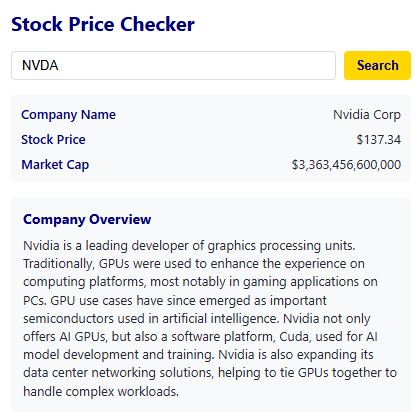 Stock Price Checker
NVDA
Search
Company Name Nvidia Corp
Stock Price $137.34
Market Cap $3,363,456,600,000
Company Overview
Nvidia is a leading developer of graphics processing units.
Traditionally, GPUs were used to enhance the experience on
computing platforms, most notably in gaming applications on
PCs. GPU use cases have since emerged as important
semiconductors used in artificial intelligence. Nvidia not only
offers AI GPUs, but also a software platform, Cuda, used for AI
model development and training. Nvidia is also expanding its
data center networking solutions, helping to tie GPUs together to
handle complex workloads.